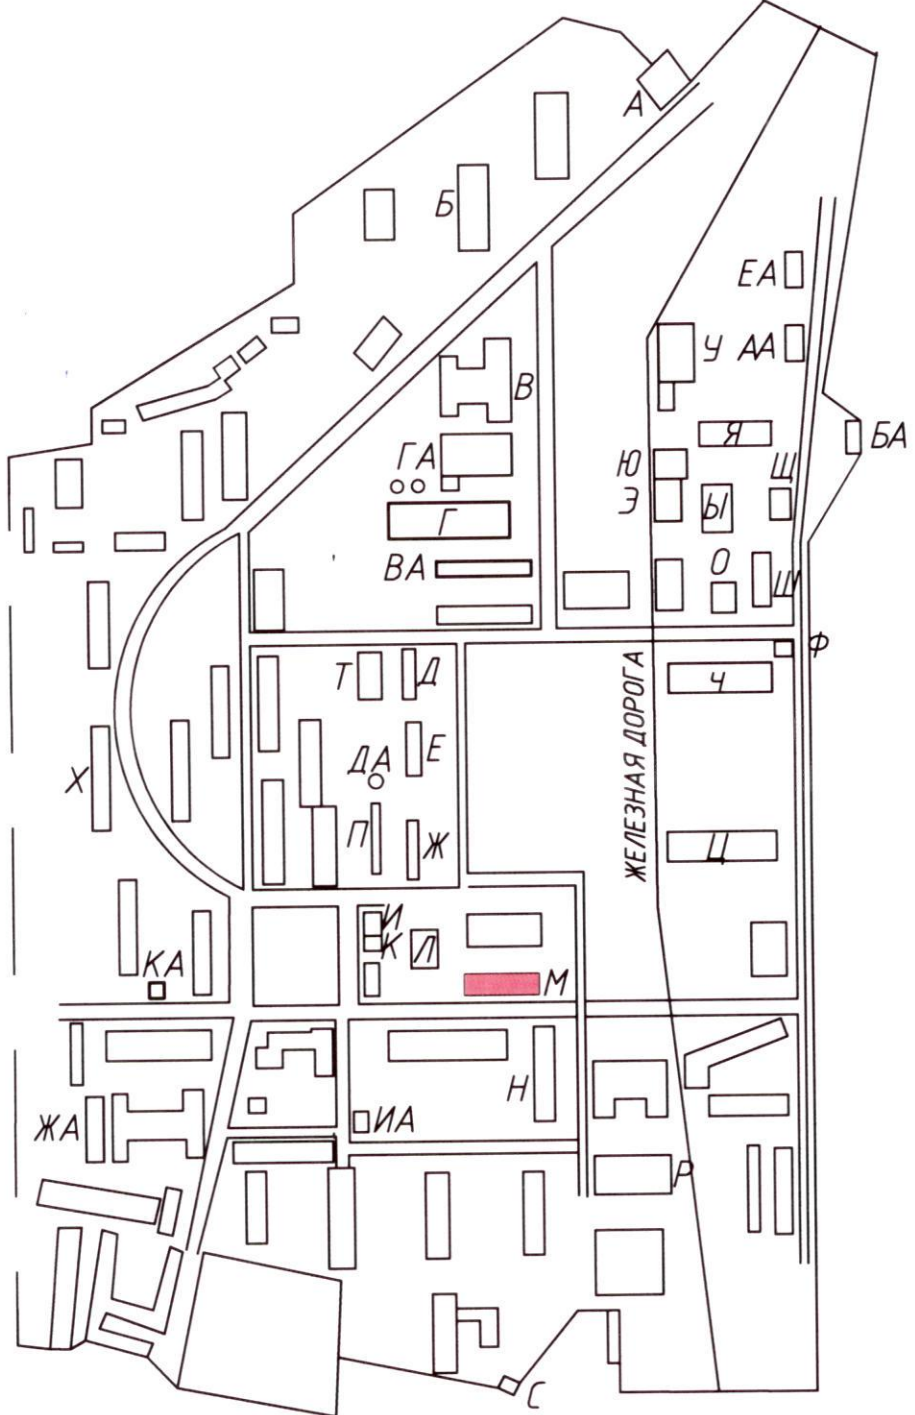 А
Б
ЕА
У АА
В
Я
БА
ГА
Ю
Щ
Э
Ы
Г
ВА
О
Ш
Ф
Т
Д
Ч
ЖЕЛЕЗНАЯ ДОРОГА
Е
ДА
Х
П
Ж
Ц
И
К
Л
КА
М
Н
ИА
ЖА
Р
С